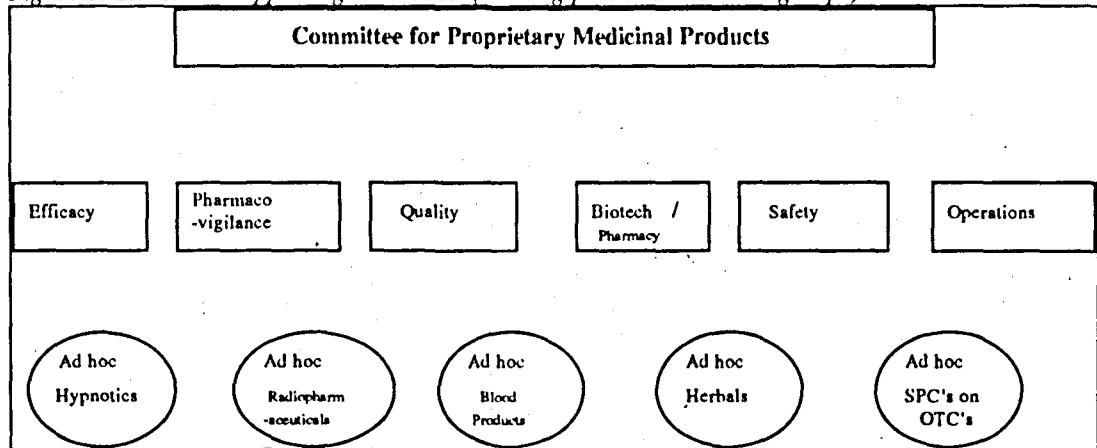 Committee for Proprietary Medicinal Products
Efficacy
Pharmaco
-vigilance
Quality
Biotech /
Pharmacy
Safety
Operations
Ad hoc
Hypnotics
Ad hoc
Radiopharm
-aceuticals
Ad hoc
Blood
Products
Ad hoc
Herbals
Ad hoc
SPC's on
OTC's